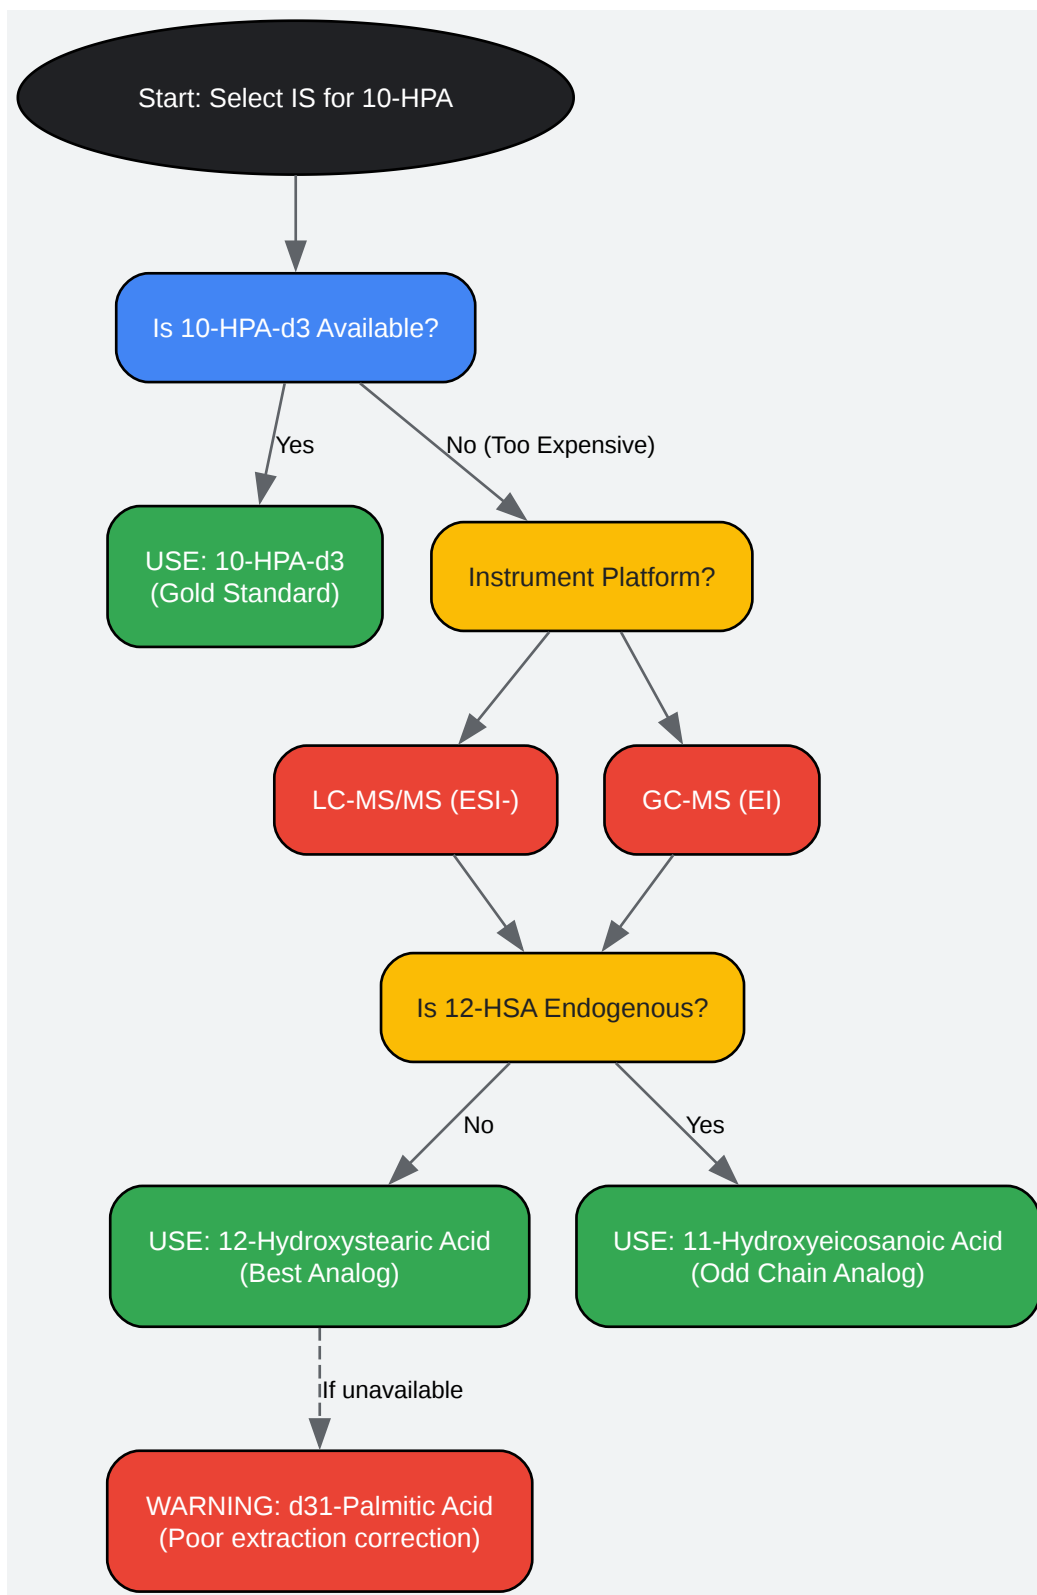 Start: Select IS for 10-HPA
Is 10-HPA-d3 Available?
Yes
No (Too Expensive)
USE: 10-HPA-d3
(Gold Standard)
Instrument Platform?
LC-MS/MS (ESI-)
GC-MS (EI)
Is 12-HSA Endogenous?
No
Yes
USE: 12-Hydroxystearic Acid
(Best Analog)
USE: 11-Hydroxyeicosanoic Acid
(Odd Chain Analog)
If unavailable
WARNING: d31-Palmitic Acid
(Poor extraction correction)